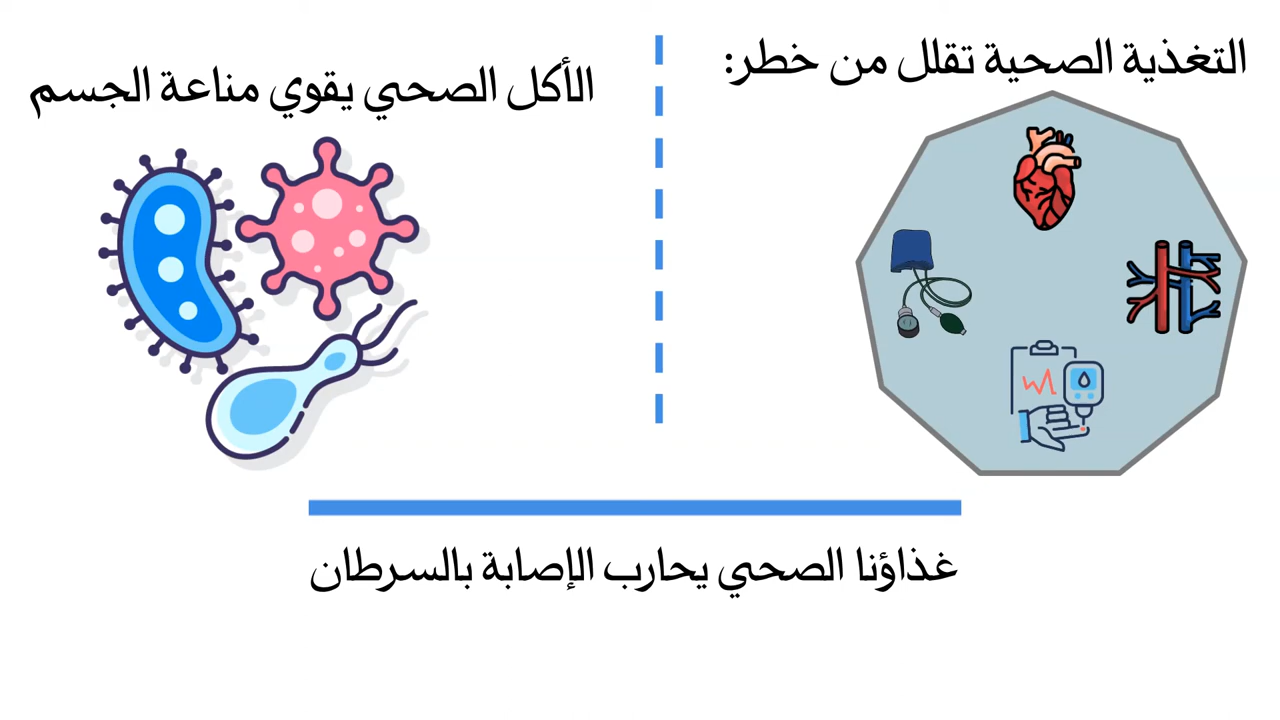 التغذية الصحية تقلل من خطر:
الأكل الصحي يقوي مناعة الجسم
غذاؤنا الصحي يحارب الإصابة بالسرطان